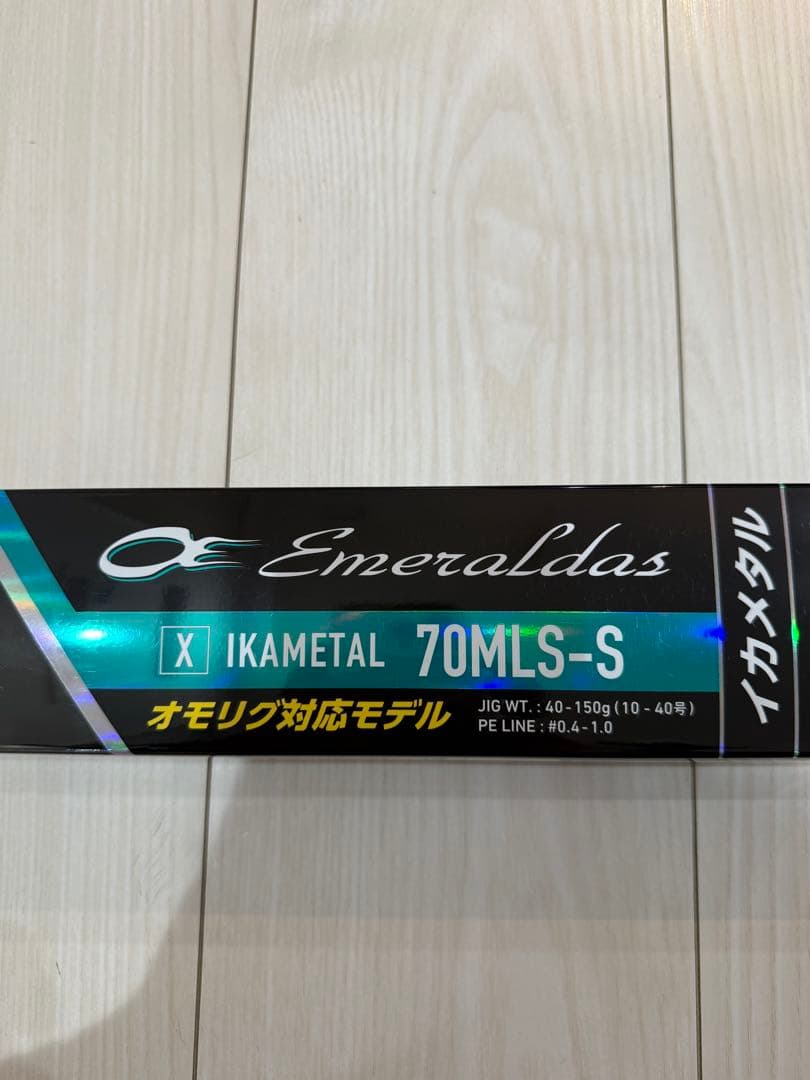 Emeraldas
X IKAMETAL 70MLS-S
オモリグ対応モデル
JIG WT. : 40-150g (10-40号)
PE LINE : #0.4-1.0
イカメタル